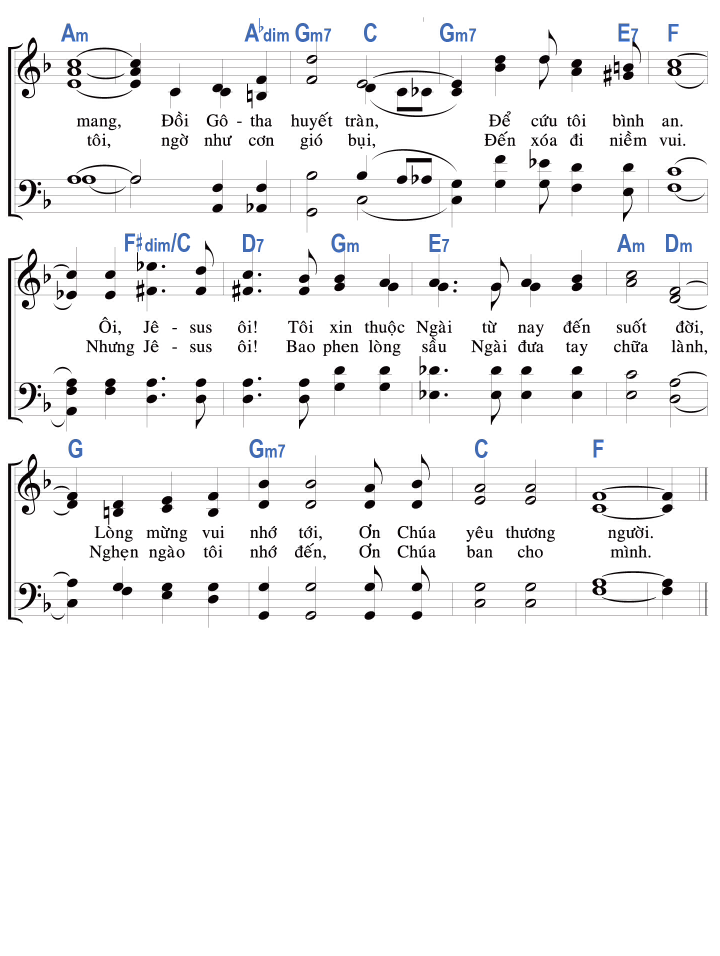 Am A♭dim Gm7 C Gm7 E7 F
mang, Đồi Gô - tha huyết tràn, Để cứu tôi bình an.
tôi, ngờ như cơn gió bụi, Đến xóa đi niềm vui.
F♯dim/C D7 Gm E7 Am Dm
Ôi, Jê - sus ôi! Tôi xin thuộc Ngài từ nay đến suốt đời,
Nhưng Jê - sus ôi! Bao phen lòng sầu Ngài đưa tay chữa lành,
G Gm7 C F
Lòng mừng vui nhớ tới, Ơn Chúa yêu thương người.
Nghẹn ngào tôi nhớ đến, Ơn Chúa ban cho mình.